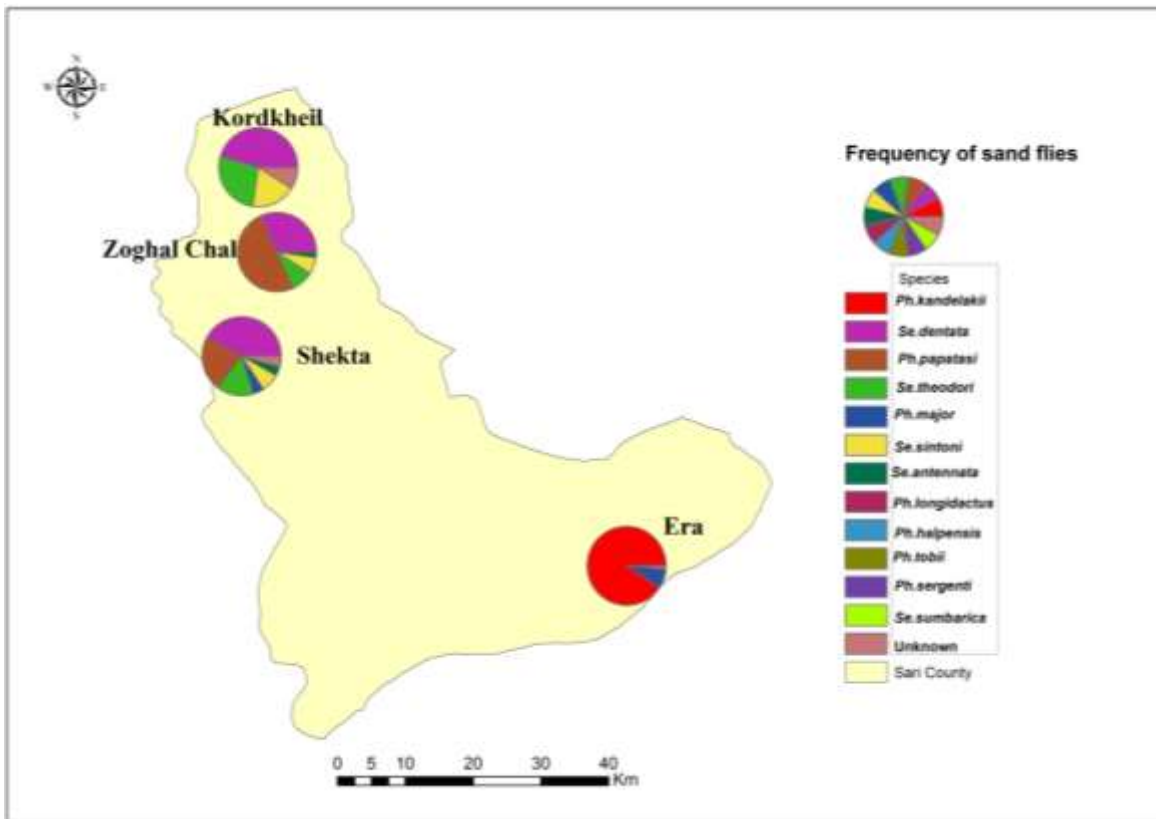 N
W E
S
Kordkheil
Zoghal Chal
Shekta
Era
0 5 10 20 30 40
Km
Frequency of sand flies
Species
Ph.kandelakii
Se.dentata
Ph.papatasi
Se.theodori
Ph.major
Se.sintoni
Se.antennata
Ph.longidactus
Ph.halpensis
Ph.tobii
Ph.sergenti
Se.sumbarica
Unknown
Sari County